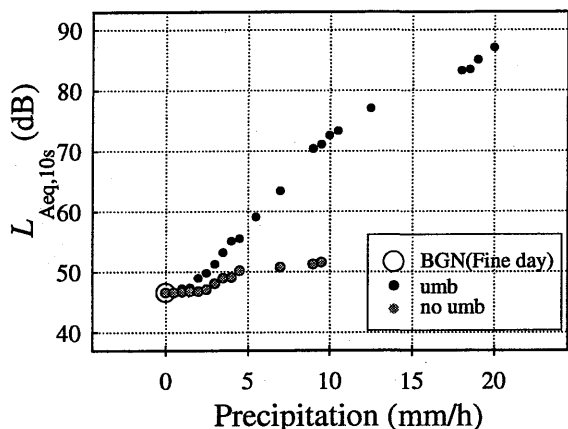 90
80
70
60
50
40
L Aeq,10s (dB)
BGN(Fine day)
umb
no umb
0 5 10 15 20
Precipitation (mm/h)